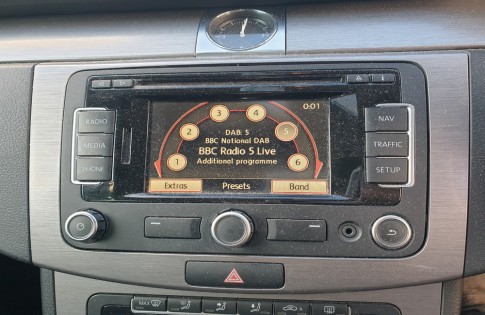 RADIO
MEDIA
PHONE
3 4
2 5
1 6
0:01
DAB: 5
BBC National DAB
BBC Radio 5 Live
Additional programme
Extras Presets Band
NAV
TRAFFIC
SETUP
MAX